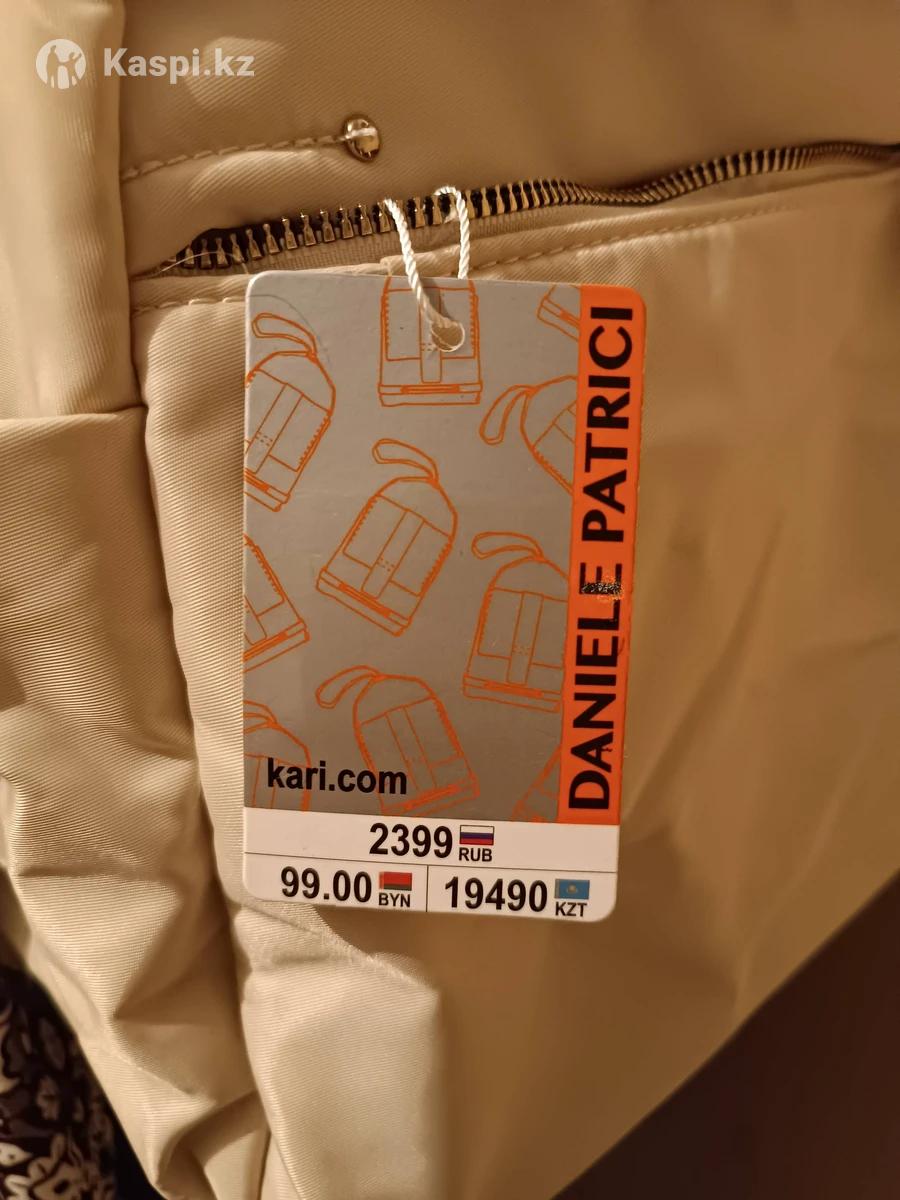 Kaspi.kz
DANIELE PATRICI
kari.com
2399 RUB
99.00 BYN
19490 KZT